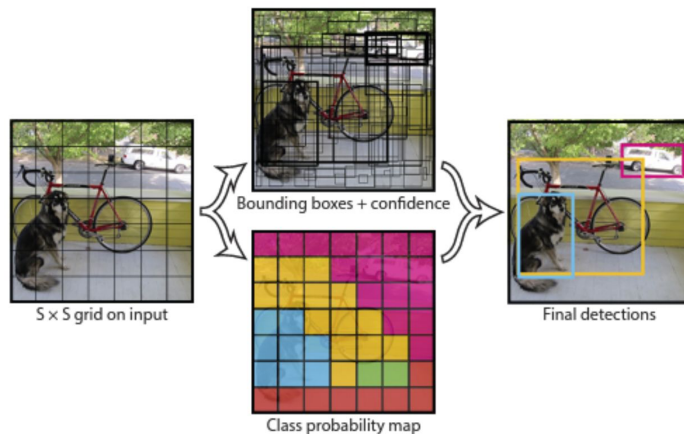 Bounding boxes + confidence
S × S grid on input
Final detections
Class probability map